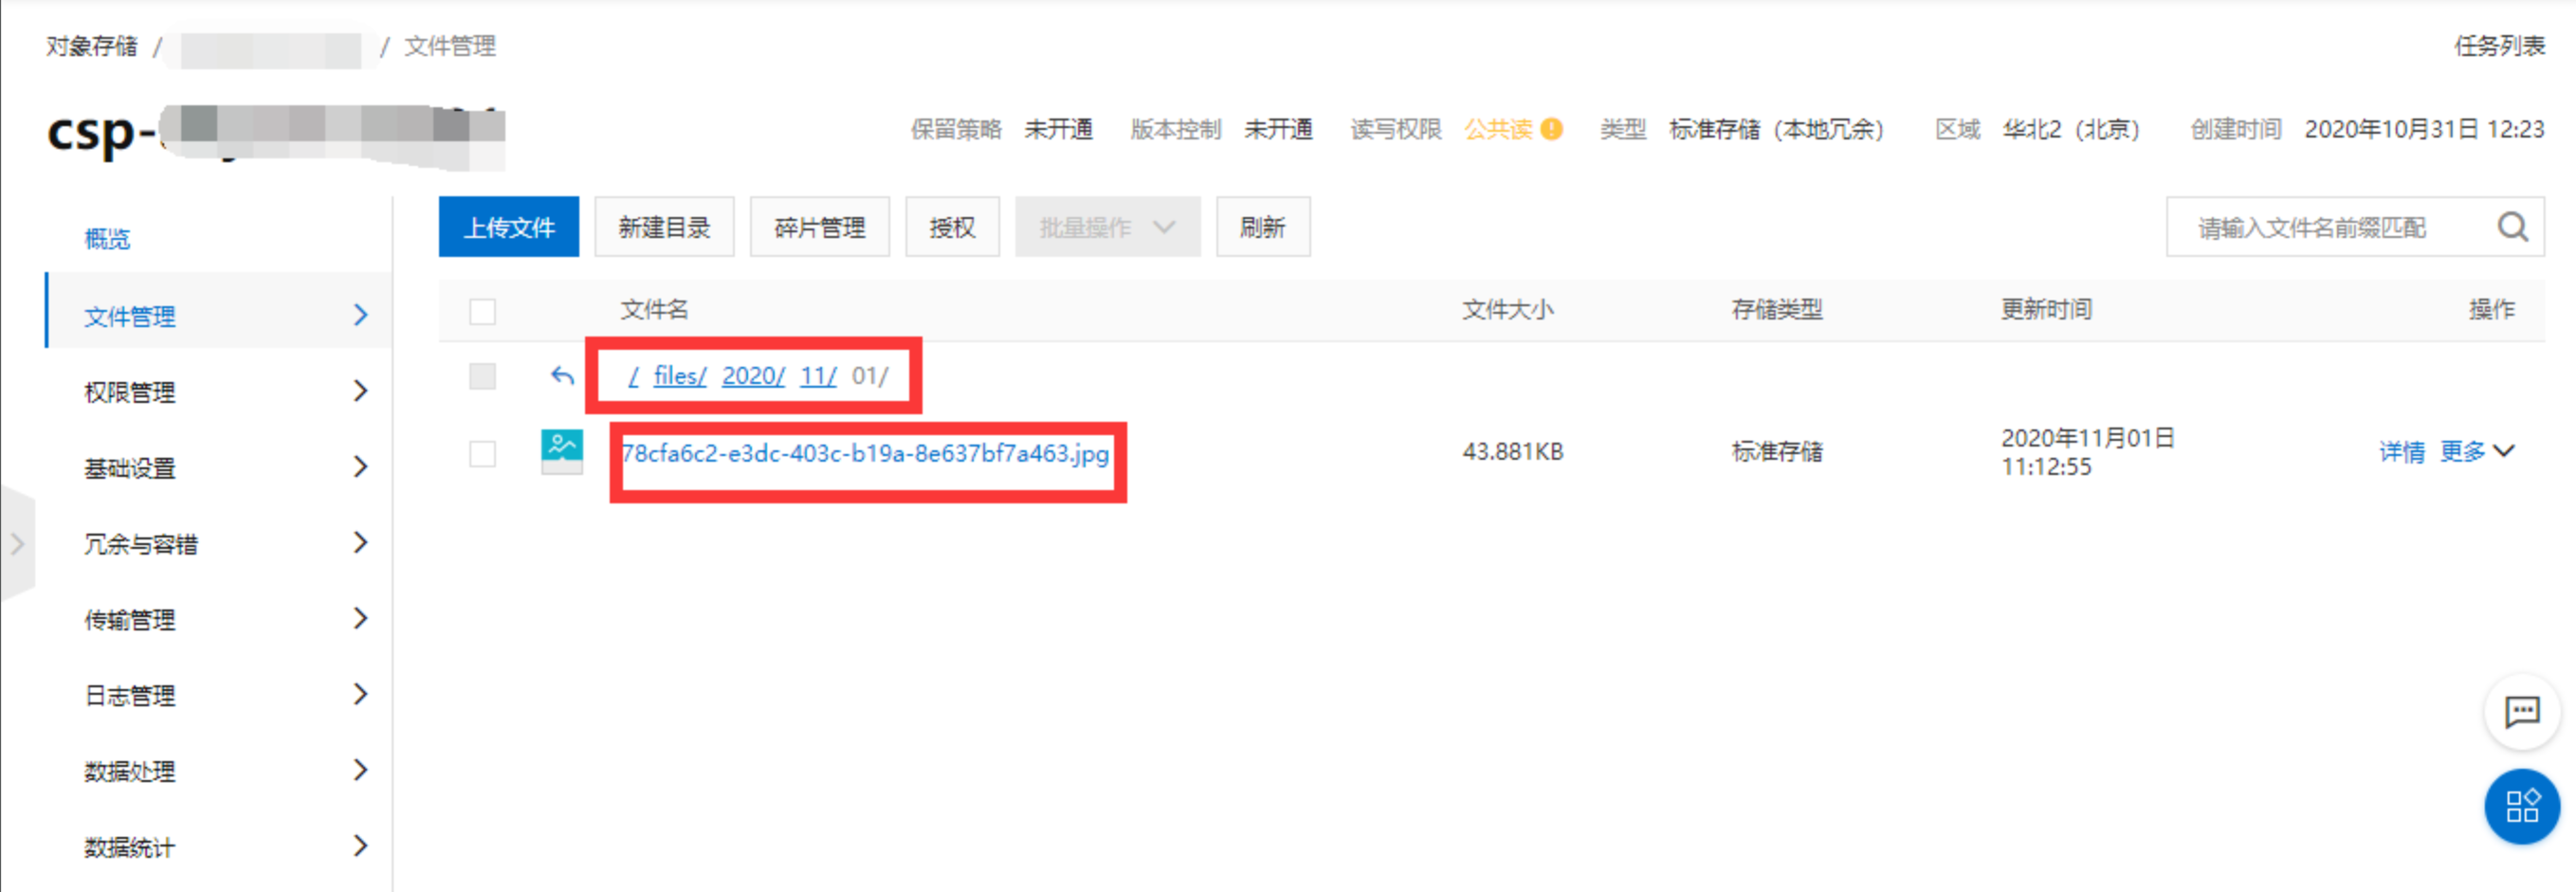 对象存储 / / 文件管理
任务列表
csp-
保留策略 未开通 版本控制 未开通 读写权限 公共读 类型 标准存储（本地冗余） 区域 华北2（北京） 创建时间 2020年10月31日 12:23
概览
文件管理
权限管理
基础设置
冗余与容错
传输管理
日志管理
数据处理
数据统计
上传文件 新建目录 碎片管理 授权 批量操作 刷新 请输入文件名前缀匹配
文件名 文件大小 存储类型 更新时间 操作
/ files/ 2020/ 11/ 01/
78cfa6c2-e3dc-403c-b19a-8e637bf7a463.jpg 43.881KB 标准存储 2020年11月01日
11:12:55 详情 更多